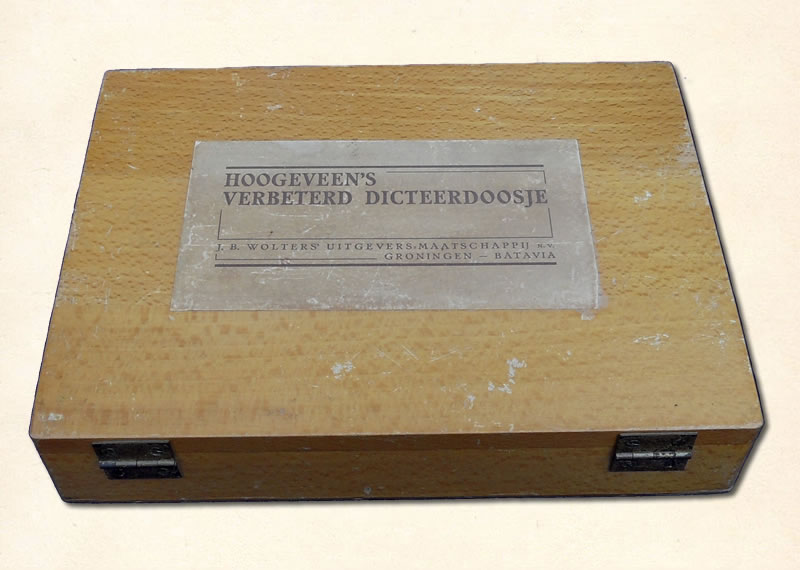 HOOGEVEEN'S
VERBETERD DICTEERDOOSJE
J. B. WOLTERS' UITGEVERS-MAATSCHAPPIJ N.V.
GRONINGEN — BATAVIA